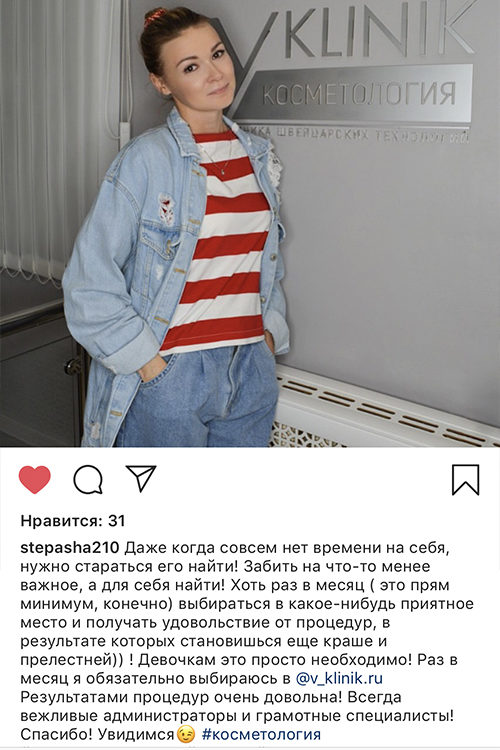 V KLINIK
КОСМЕТОЛОГИЯ
ШВЕЙЦАРСКИХ ТЕХНОЛОГИЙ
Нравится: 31
stepasha210 Даже когда совсем нет времени на себя,
нужно стараться его найти! Забить на что-то менее
важное, а для себя найти! Хоть раз в месяц ( это прям
минимум, конечно) выбираться в какое-нибудь приятное
место и получать удовольствие от процедур, в
результате которых становишься еще краше и
прелестней)) ! Девочкам это просто необходимо! Раз в
месяц я обязательно выбираюсь в @v_klinik.ru
Результатами процедур очень довольна! Всегда
вежливые администраторы и грамотные специалисты!
Спасибо! Увидимся😉 #косметология